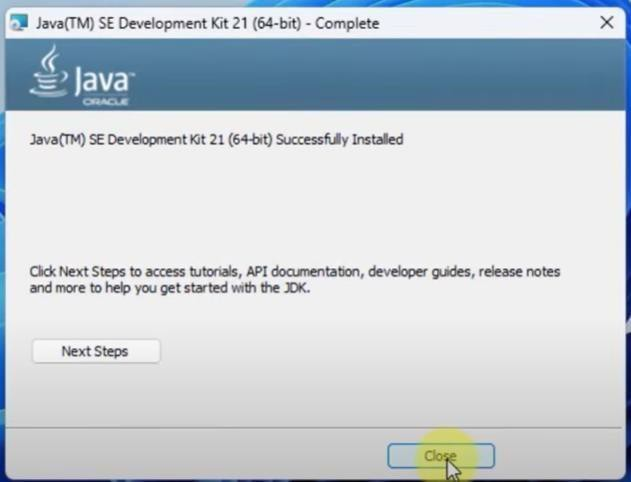 Java(TM) SE Development Kit 21 (64-bit) - Complete
Java
ORACLE
Java(TM) SE Development Kit 21 (64-bit) Successfully Installed
Click Next Steps to access tutorials, API documentation, developer guides, release notes
and more to help you get started with the JDK.
Next Steps
Close